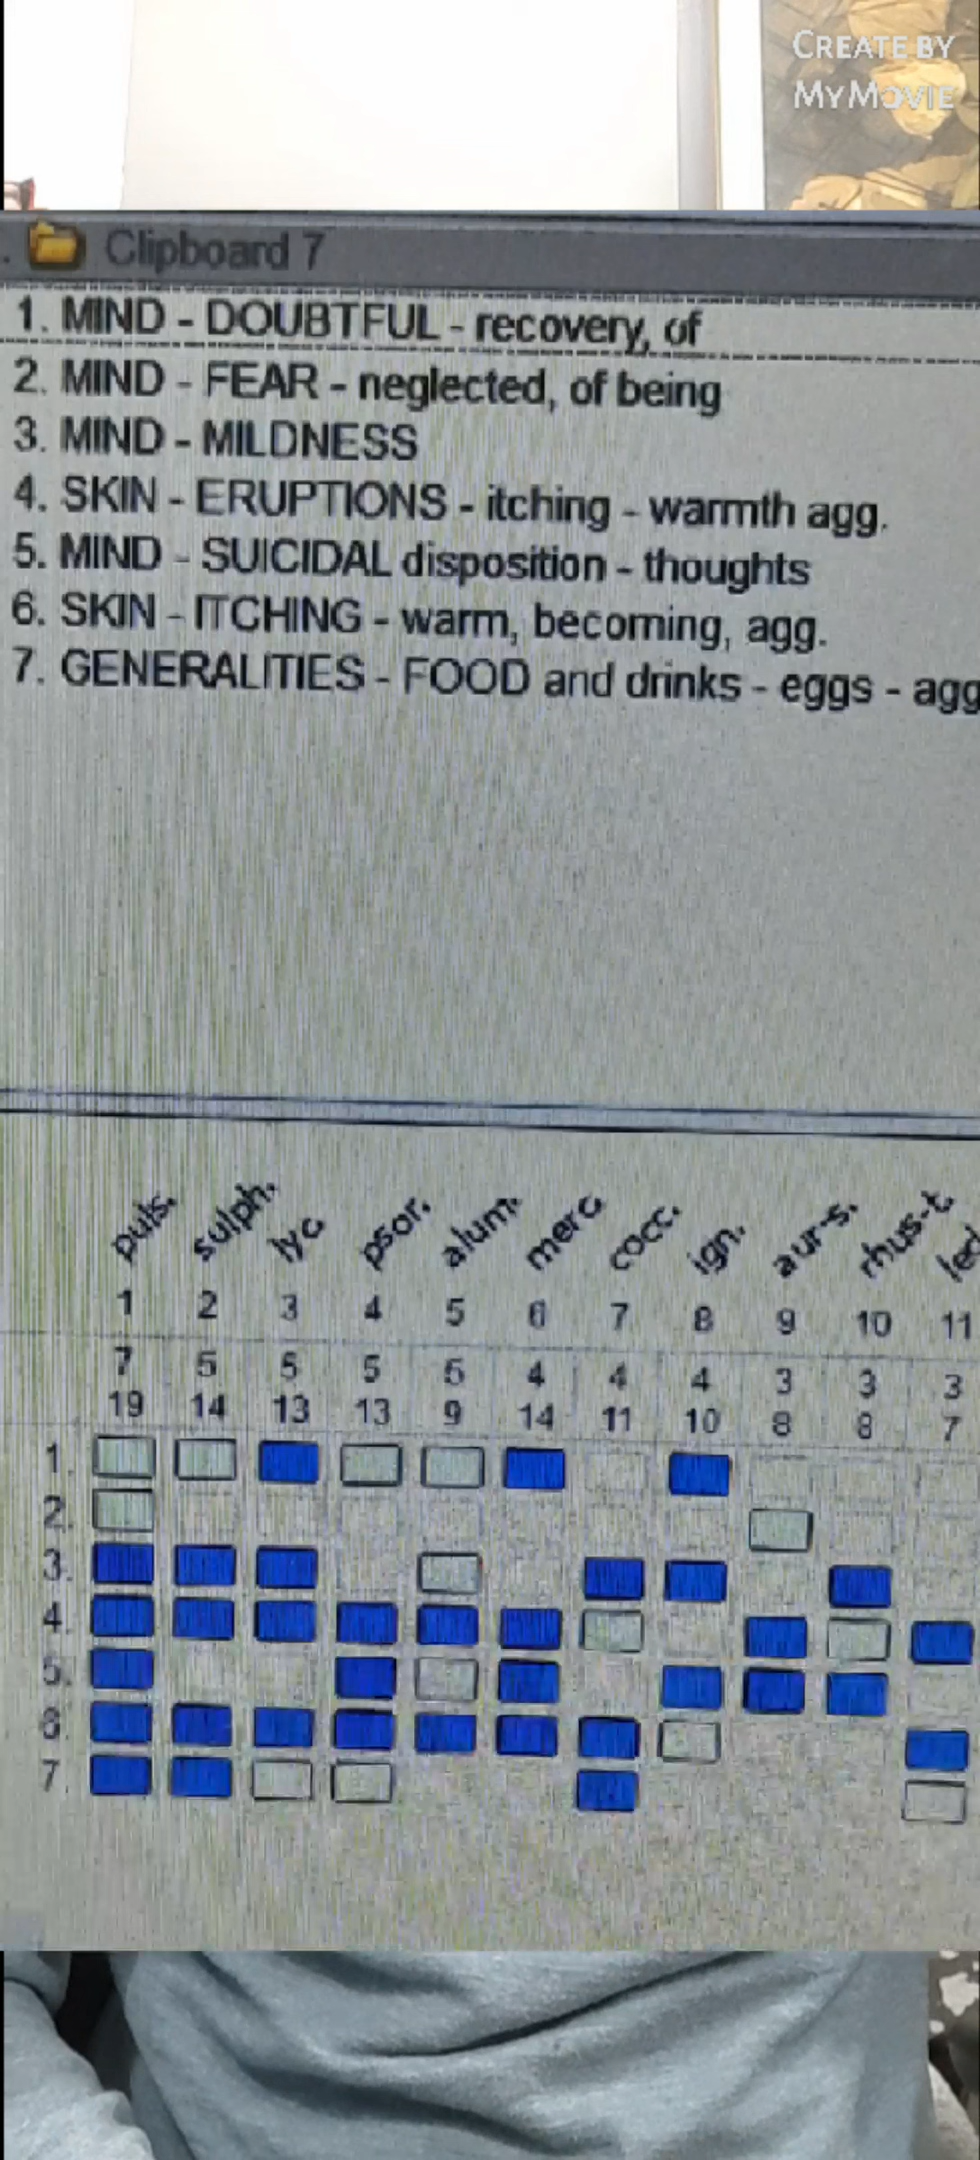 CREATE BY
MYMOVIE
Clipboard 7
1. MIND - DOUBTFUL - recovery, of
2. MIND - FEAR - neglected, of being
3. MIND - MILDNESS
4. SKIN - ERUPTIONS - itching - warmth agg.
5. MIND - SUICIDAL disposition - thoughts
6. SKIN - ITCHING - warm, becoming, agg.
7. GENERALITIES - FOOD and drinks - eggs - agg
puls. sulph. lyc psor. alum. merc cocc. ign. aur-s. rhus-t. led
1 2 3 4 5 6 7 8 9 10 11
7 5 5 5 5 4 4 4 3 3 3
19 14 13 13 9 14 11 10 8 8 7
1.
2.
3.
4.
5.
6.
7.